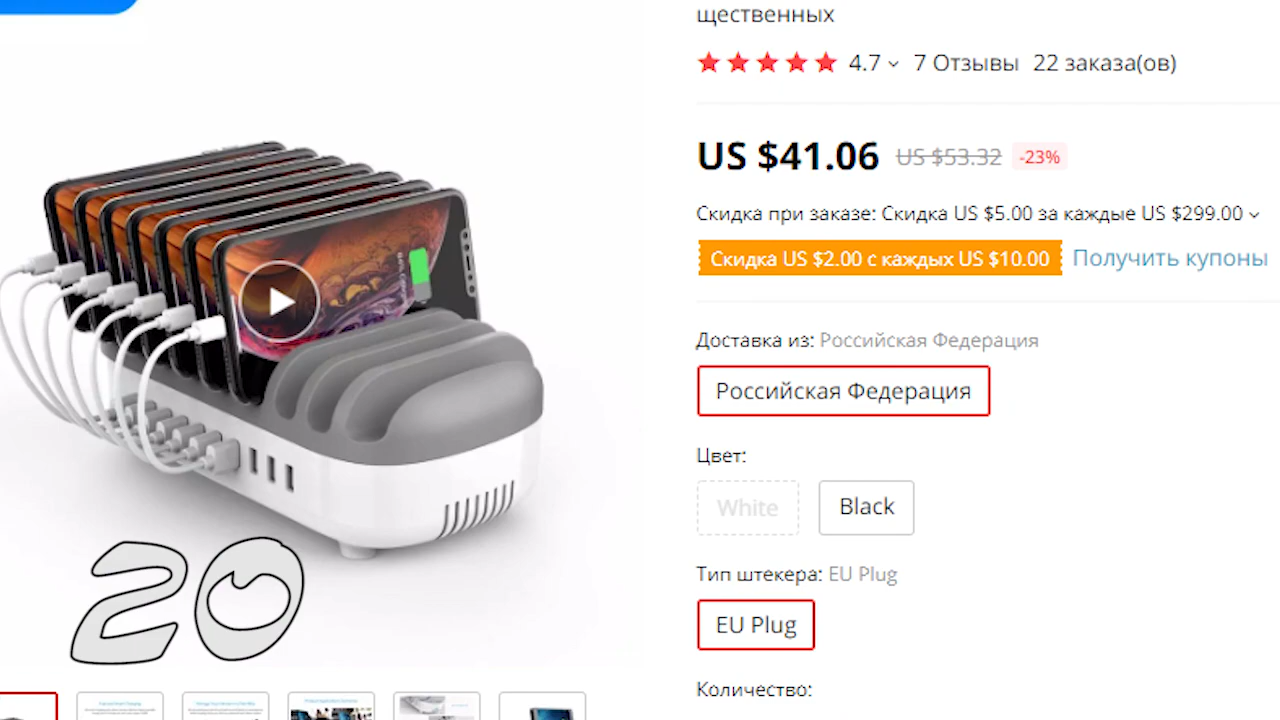 щественных
4.7 7 Отзывы 22 заказа(ов)
US $41.06 US $53.32 -23%
Скидка при заказе: Скидка US $5.00 за каждые US $299.00
Скидка US $2.00 с каждых US $10.00 Получить купоны
Доставка из: Российская Федерация
Российская Федерация
Цвет:
White Black
Тип штекера: EU Plug
EU Plug
Количество:
20